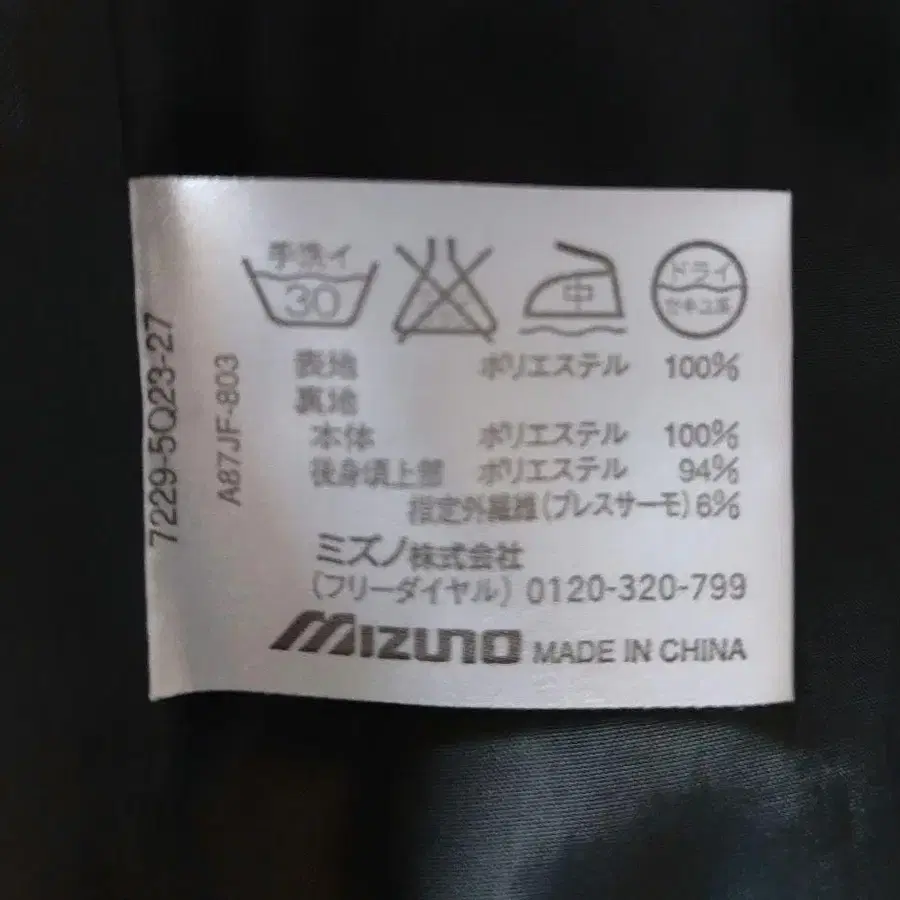 手洗イ
30
中
ドライ
セキユ系
表地 ポリエステル 100%
裏地
本体 ポリエステル 100%
後身頃上部 ポリエステル 94%
指定外繊維(ブレスサーモ)6%
ミズノ株式会社
(フリーダイヤル) 0120-320-799
MIZUNO MADE IN CHINA
7229-5Q23-27
A87JF-803